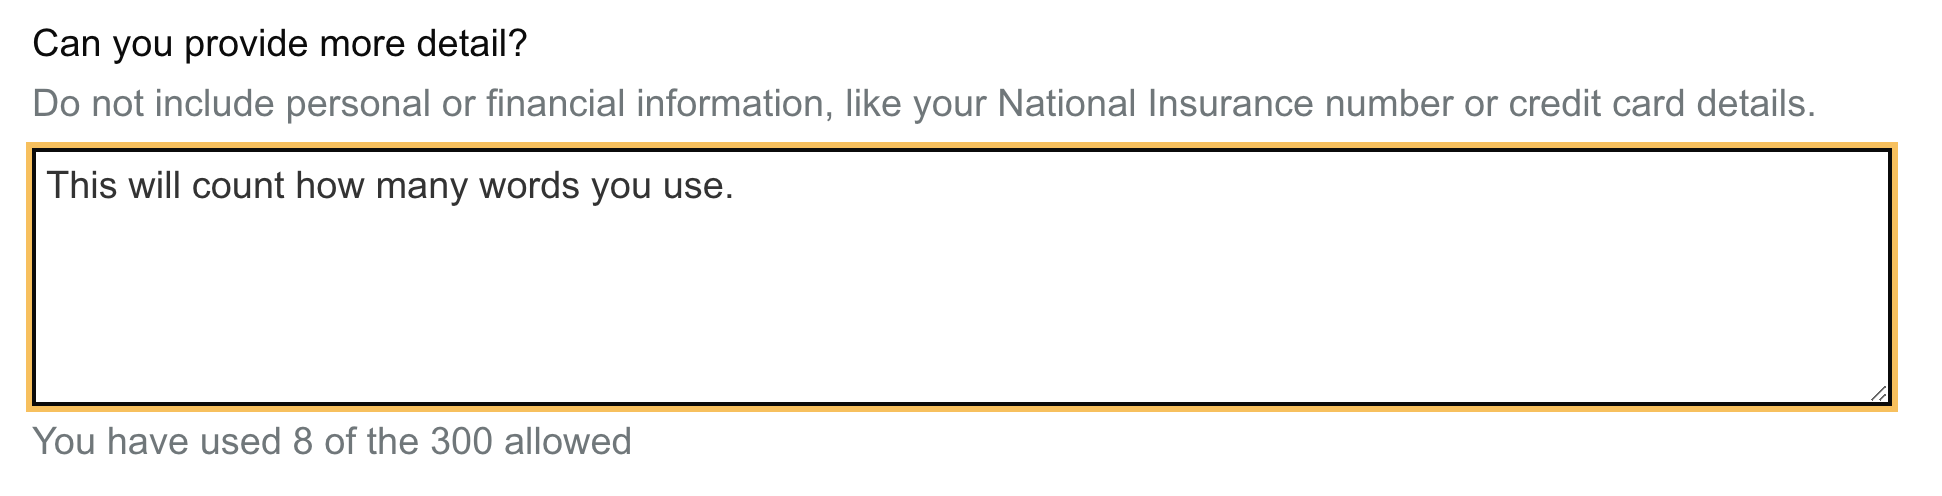 Can you provide more detail?
Do not include personal or financial information, like your National Insurance number or credit card details.
This will count how many words you use.
You have used 8 of the 300 allowed